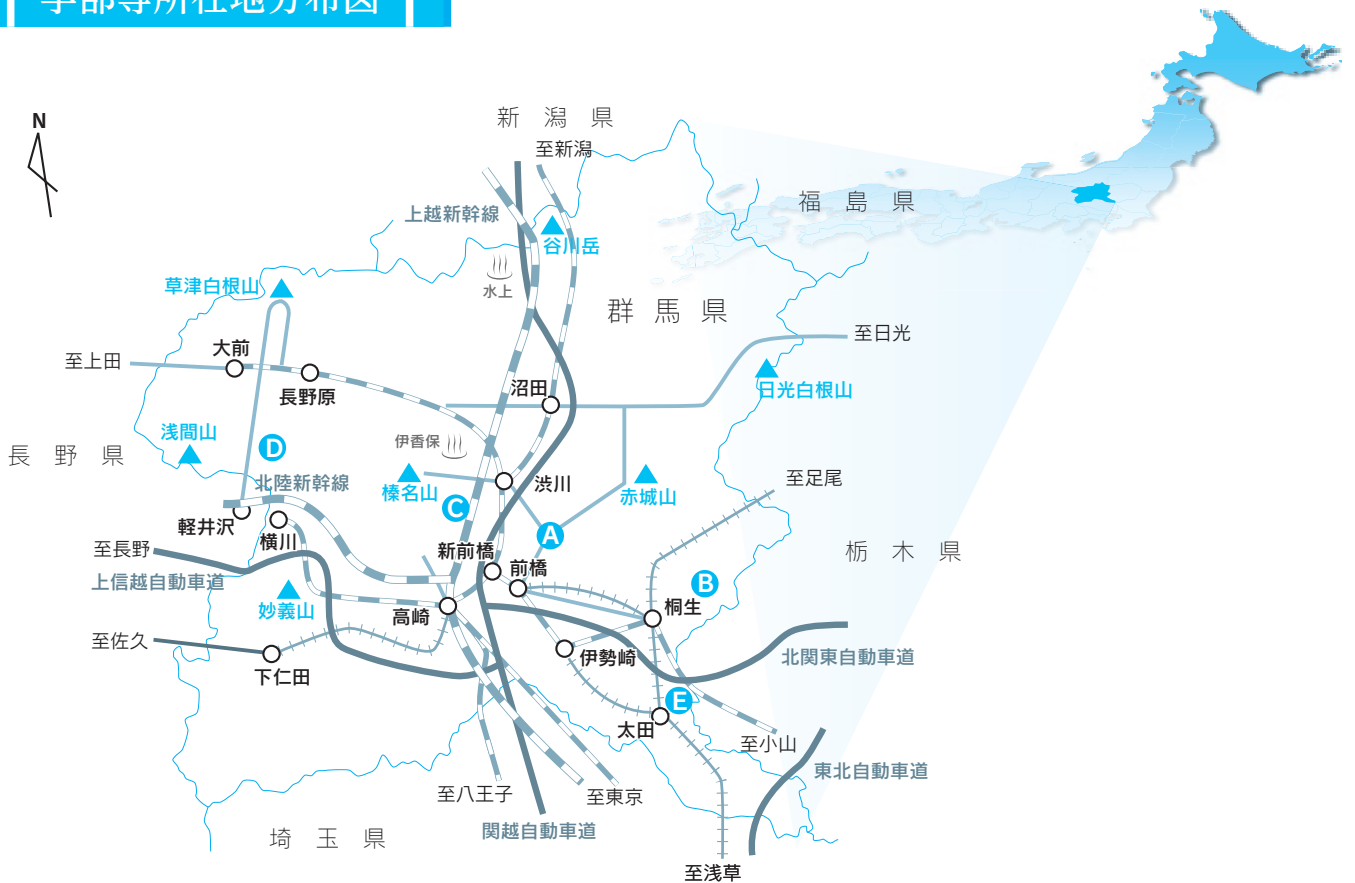 学部等所在地分布図
N
新潟県
至新潟
福島県
上越新幹線
谷川岳
水上
草津白根山
群馬県
至日光
大前
至上田
長野原
沼田
日光白根山
浅間山
伊香保
長野県
D
北陸新幹線
榛名山
渋川
赤城山
至足尾
C
軽井沢
横川
A
至長野
新前橋
前橋
栃木県
上信越自動車道
B
妙義山
高崎
桐生
至佐久
伊勢崎
北関東自動車道
下仁田
E
太田
至小山
東北自動車道
至八王子
至東京
関越自動車道
埼玉県
至浅草